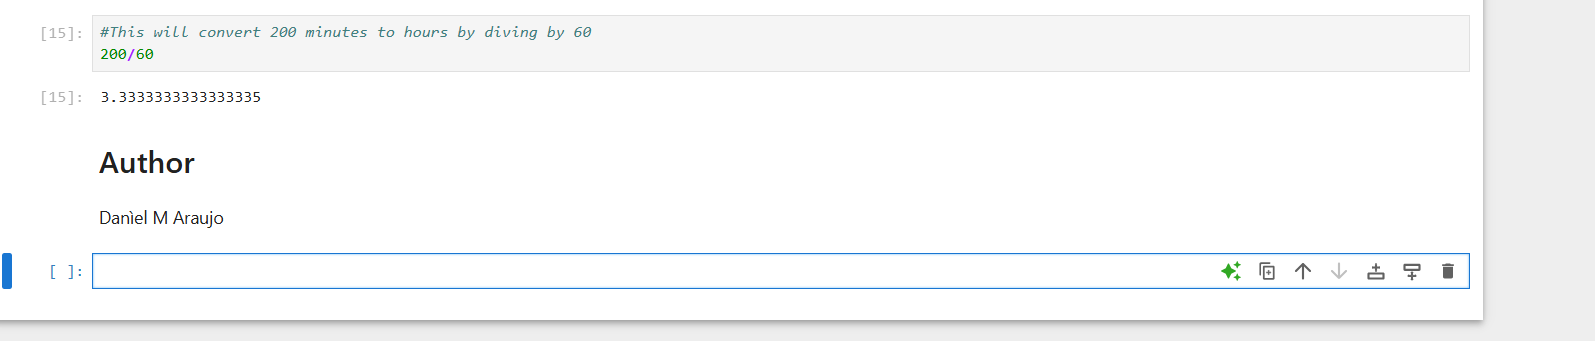 [15]: #This will convert 200 minutes to hours by diving by 60
200/60
[15]: 3.3333333333333335
Author
Danìel M Araujo
[ ]: